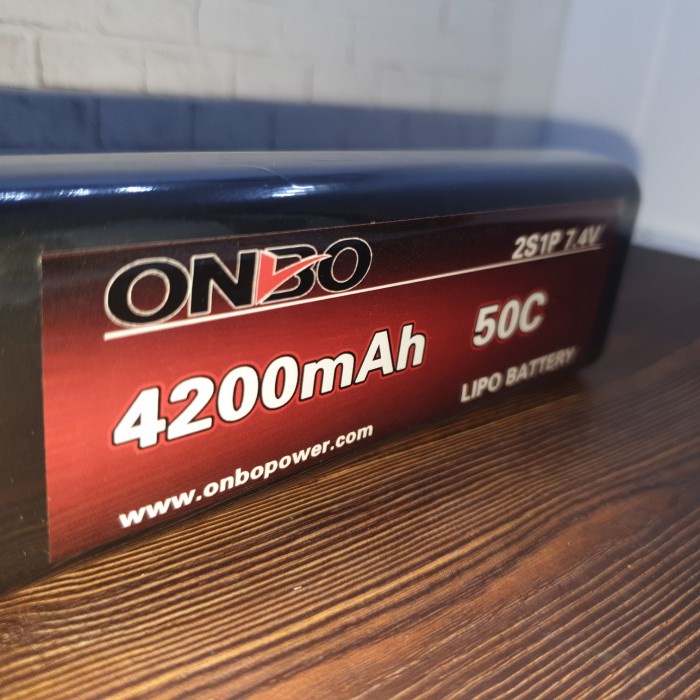 ONBO
2S1P 7.4V
4200mAh
50C
LIPO BATTERY
www.onbopower.com